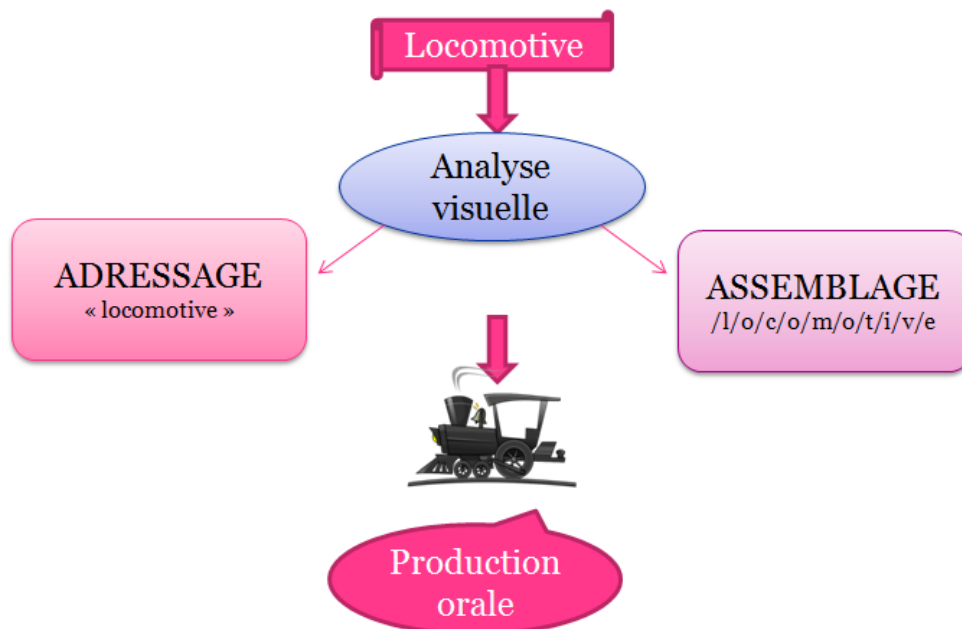 Locomotive
Analyse
visuelle
ADRESSAGE
« locomotive »
ASSEMBLAGE
/l/o/c/o/m/o/t/i/v/e
Production
orale